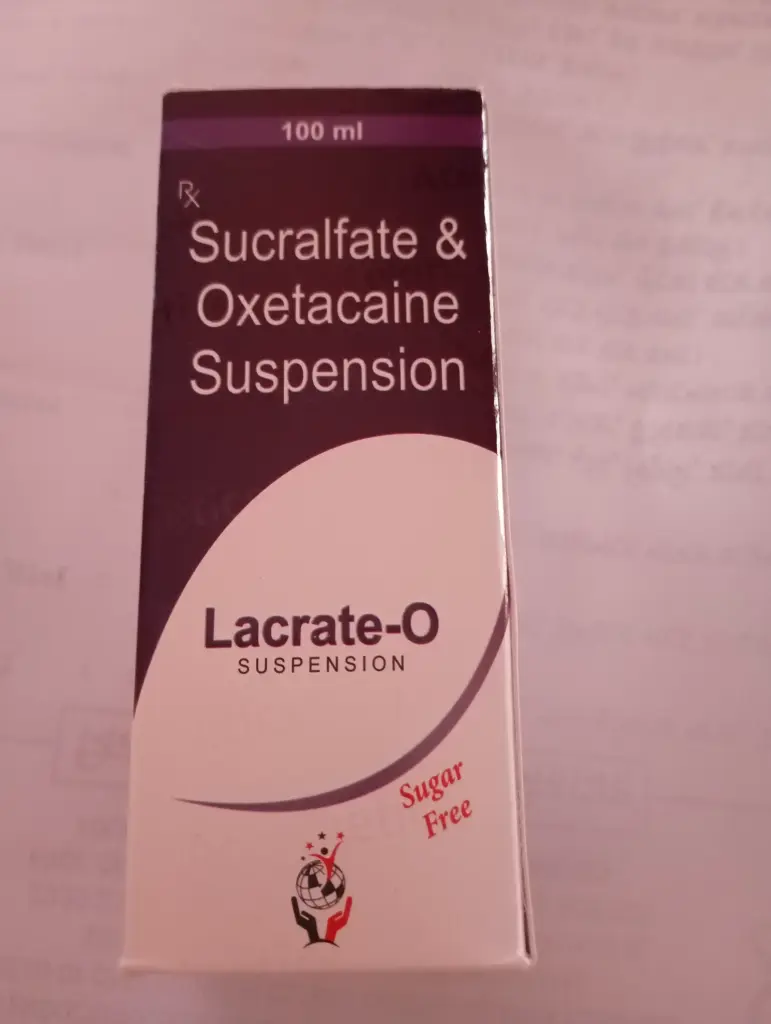 100 ml
Rx
Sucralfate &
Oxetacaine
Suspension
Lacrate-O
SUSPENSION
Sugar
Free